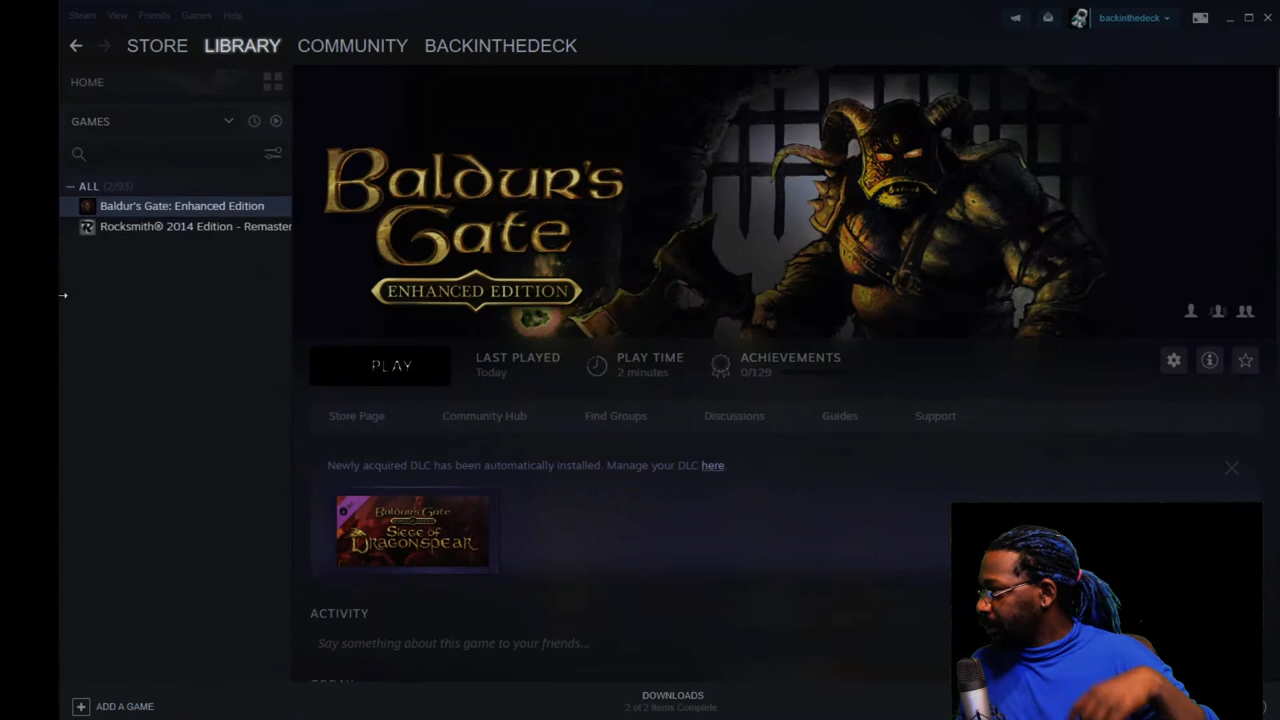 Steam View Friends Games Help
backinthedeck
STORE LIBRARY COMMUNITY BACKINTHEDECK
HOME
GAMES
ALL (2/93)
Baldur's Gate: Enhanced Edition
Rocksmith® 2014 Edition - Remaster
Baldur's
Gate
ENHANCED EDITION
PLAY
LAST PLAYED
Today
PLAY TIME
2 minutes
ACHIEVEMENTS
0/129
Store Page Community Hub Find Groups Discussions Guides Support
Newly acquired DLC has been automatically installed. Manage your DLC here.
Baldur's Gate
Siege of
Dragonspear
ACTIVITY
Say something about this game to your friends...
TODAY
ADD A GAME
DOWNLOADS
2 of 2 Items Complete